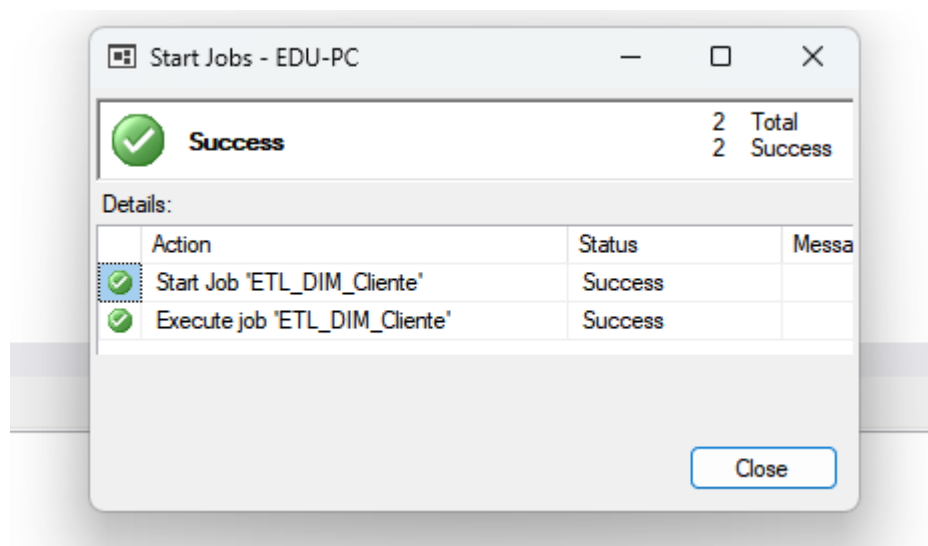 Start Jobs - EDU-PC
Success
2 Total
2 Success
Details:
Action Status Messa
Start Job 'ETL_DIM_Cliente' Success
Execute job 'ETL_DIM_Cliente' Success
Close